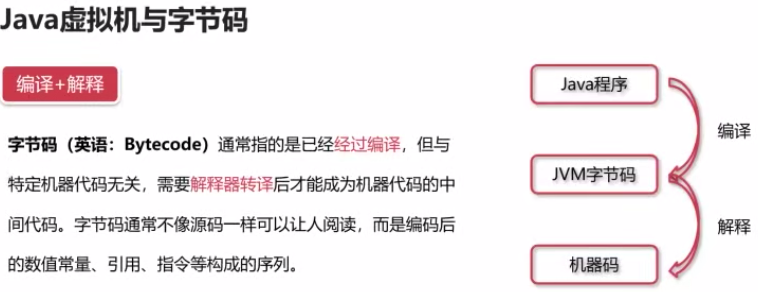 Java虚拟机与字节码
编译+解释
字节码（英语：Bytecode）通常指的是已经经过编译，但与
特定机器代码无关，需要解释器转译后才能成为机器代码的中
间代码。字节码通常不像源码一样可以让人阅读，而是编码后
的数值常量、引用、指令等构成的序列。
Java程序
编译
JVM字节码
解释
机器码